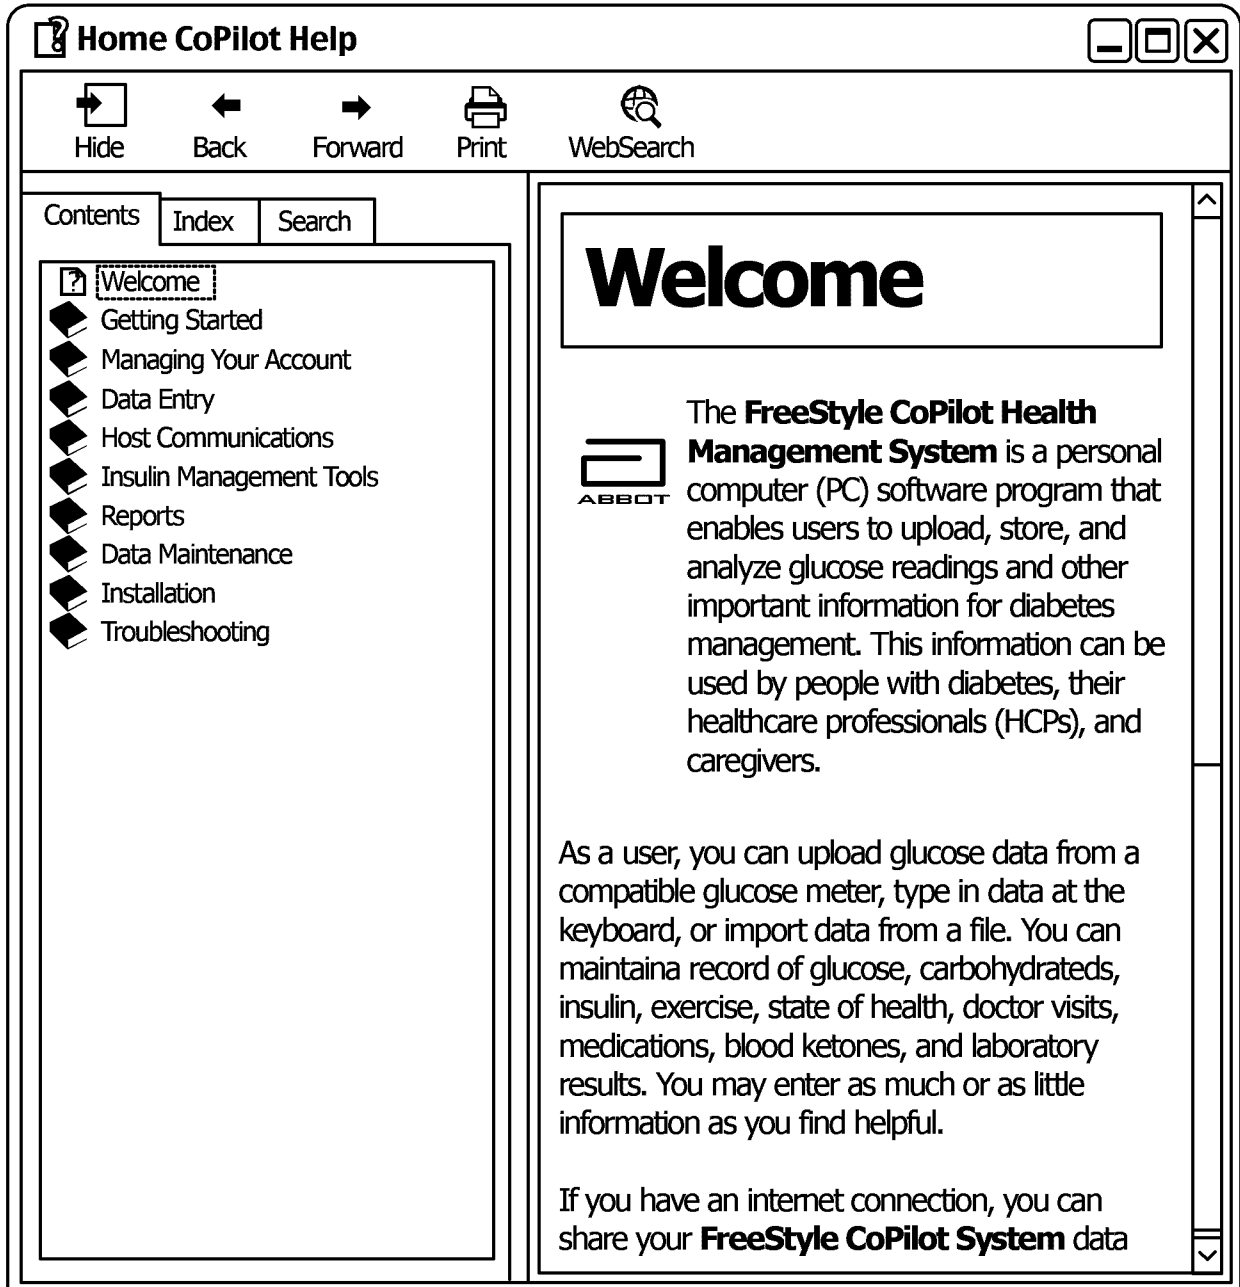 Home CoPilot Help
Hide Back Forward Print WebSearch
Contents Index Search
Welcome
Getting Started
Managing Your Account
Data Entry
Host Communications
Insulin Management Tools
Reports
Data Maintenance
Installation
Troubleshooting
Welcome
ABBOT
The FreeStyle CoPilot Health
Management System is a personal
computer (PC) software program that
enables users to upload, store, and
analyze glucose readings and other
important information for diabetes
management. This information can be
used by people with diabetes, their
healthcare professionals (HCPs), and
caregivers.
As a user, you can upload glucose data from a
compatible glucose meter, type in data at the
keyboard, or import data from a file. You can
maintaina record of glucose, carbohydrateds,
insulin, exercise, state of health, doctor visits,
medications, blood ketones, and laboratory
results. You may enter as much or as little
information as you find helpful.
If you have an internet connection, you can
share your FreeStyle CoPilot System data